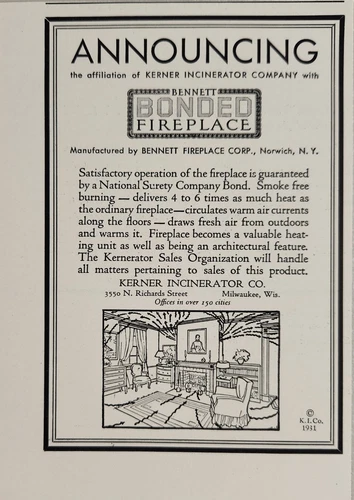 ANNOUNCING
the affiliation of KERNER INCINERATOR COMPANY with
BENNETT
BONDED
FIREPLACE
Manufactured by BENNETT FIREPLACE CORP., Norwich, N. Y.
Satisfactory operation of the fireplace is guaranteed
by a National Surety Company Bond. Smoke free
burning — delivers 4 to 6 times as much heat as
the ordinary fireplace—circulates warm air currents
along the floors — draws fresh air from outdoors
and warms it. Fireplace becomes a valuable heat-
ing unit as well as being an architectural feature.
The Kernerator Sales Organization will handle
all matters pertaining to sales of this product.
KERNER INCINERATOR CO.
3550 N. Richards Street Milwaukee, Wis.
Offices in over 150 cities
©
K. I. Co.
1931